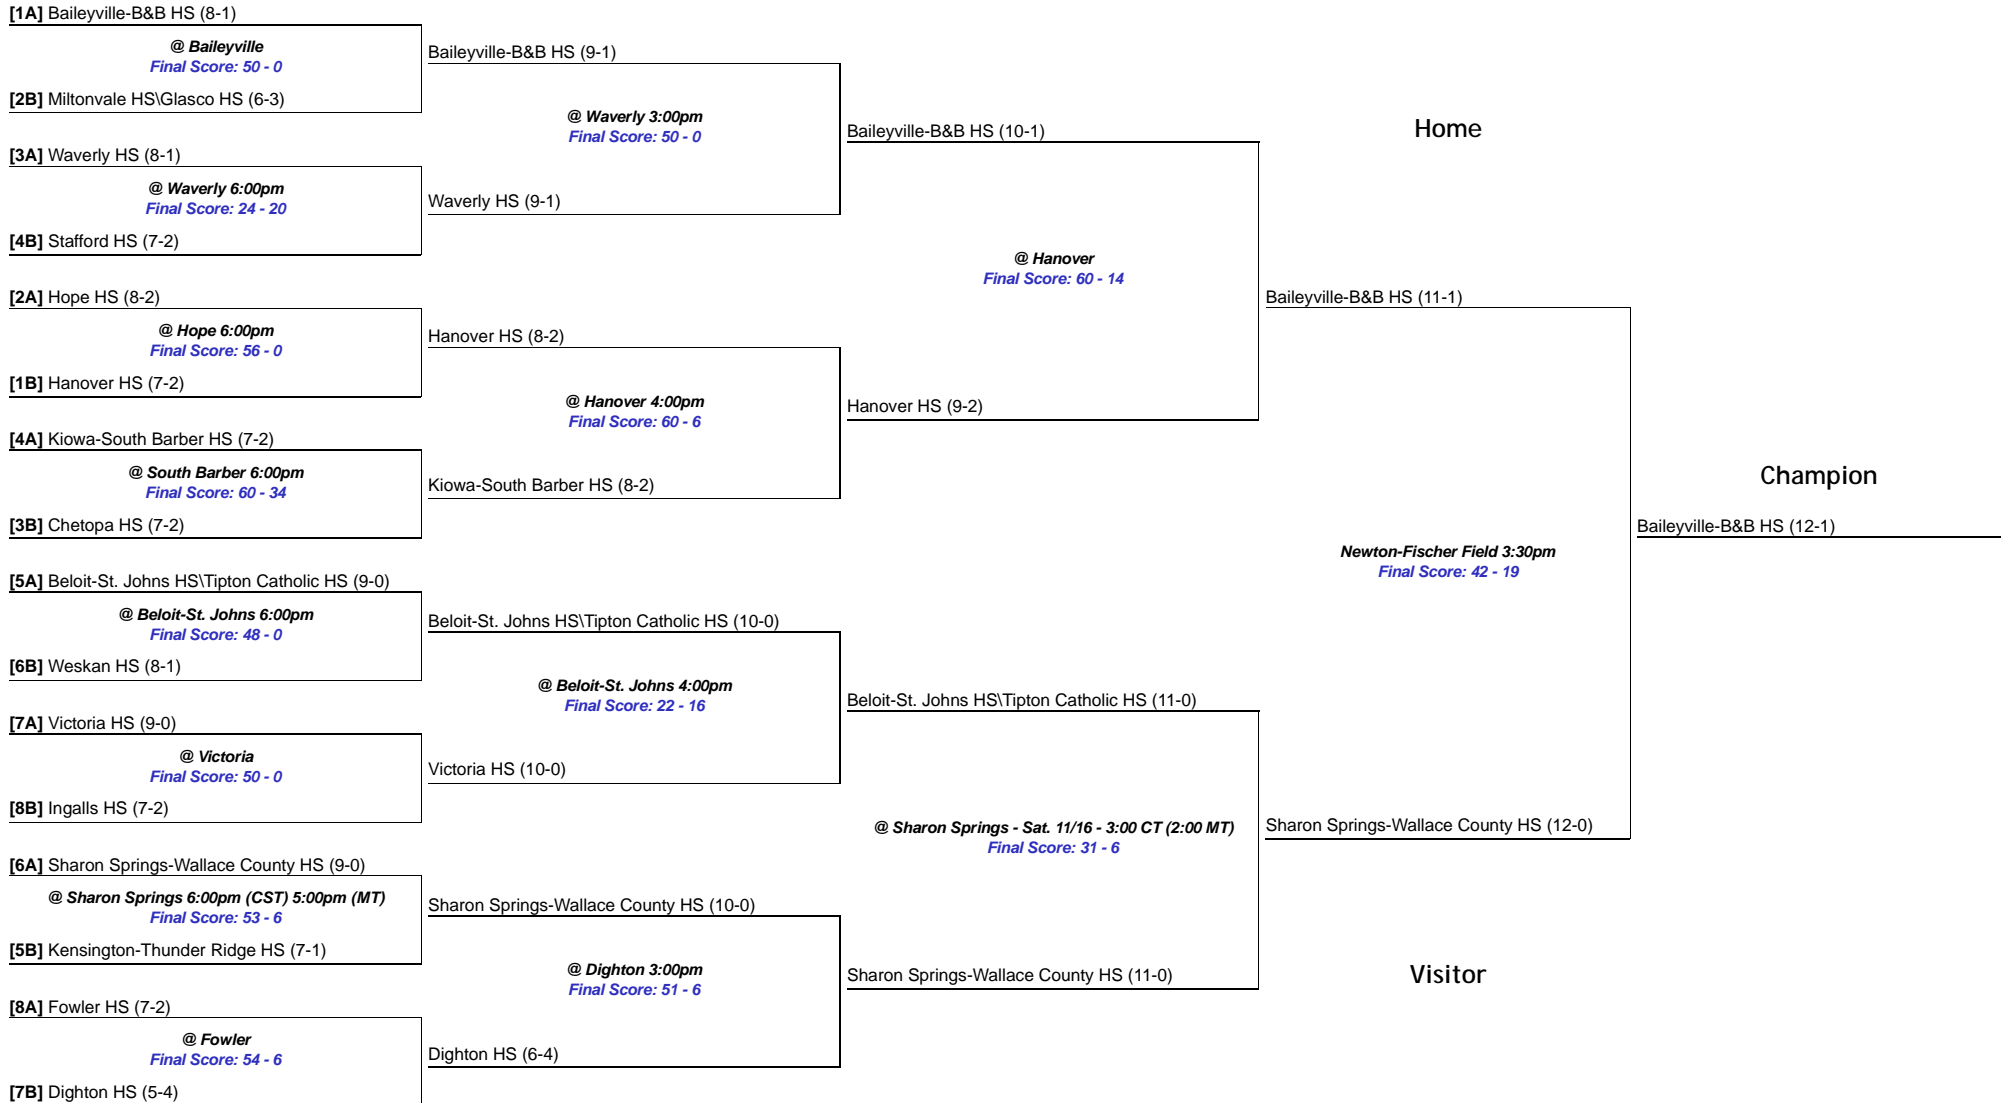 [1A] Baileyville-B&B HS (8-1)
@ Baileyville
Final Score: 50 - 0
[2B] Miltonvale HS\Glasco HS (6-3)
[3A] Waverly HS (8-1)
@ Waverly 6:00pm
Final Score: 24 - 20
[4B] Stafford HS (7-2)
[2A] Hope HS (8-2)
@ Hope 6:00pm
Final Score: 56 - 0
[1B] Hanover HS (7-2)
[4A] Kiowa-South Barber HS (7-2)
@ South Barber 6:00pm
Final Score: 60 - 34
[3B] Chetopa HS (7-2)
[5A] Beloit-St. Johns HS\Tipton Catholic HS (9-0)
@ Beloit-St. Johns 6:00pm
Final Score: 48 - 0
[6B] Weskan HS (8-1)
[7A] Victoria HS (9-0)
@ Victoria
Final Score: 50 - 0
[8B] Ingalls HS (7-2)
[6A] Sharon Springs-Wallace County HS (9-0)
@ Sharon Springs 6:00pm (CST) 5:00pm (MT)
Final Score: 53 - 6
[5B] Kensington-Thunder Ridge HS (7-1)
[8A] Fowler HS (7-2)
@ Fowler
Final Score: 54 - 6
[7B] Dighton HS (5-4)
Baileyville-B&B HS (9-1)
@ Waverly 3:00pm
Final Score: 50 - 0
Waverly HS (9-1)
Hanover HS (8-2)
@ Hanover 4:00pm
Final Score: 60 - 6
Kiowa-South Barber HS (8-2)
Beloit-St. Johns HS\Tipton Catholic HS (10-0)
@ Beloit-St. Johns 4:00pm
Final Score: 22 - 16
Victoria HS (10-0)
Sharon Springs-Wallace County HS (10-0)
@ Dighton 3:00pm
Final Score: 51 - 6
Dighton HS (6-4)
Baileyville-B&B HS (10-1)
@ Hanover
Final Score: 60 - 14
Hanover HS (9-2)
Beloit-St. Johns HS\Tipton Catholic HS (11-0)
@ Sharon Springs - Sat. 11/16 - 3:00 CT (2:00 MT)
Final Score: 31 - 6
Sharon Springs-Wallace County HS (11-0)
Home
Baileyville-B&B HS (11-1)
Newton-Fischer Field 3:30pm
Final Score: 42 - 19
Sharon Springs-Wallace County HS (12-0)
Visitor
Champion
Baileyville-B&B HS (12-1)